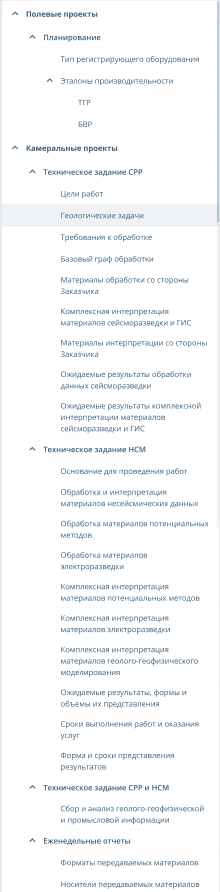 Полевые проекты
Планирование
Тип регистрирующего оборудования
Эталоны производительности
ТГР
БВР
Камеральные проекты
Техническое задание СРР
Цели работ
Геологические задачи
Требования к обработке
Базовый граф обработки
Материалы обработки со стороны
Заказчика
Комплексная интерпретация
материалов сейсморазведки и ГИС
Материалы интерпретации со стороны
Заказчика
Ожидаемые результаты обработки
данных сейсморазведки
Ожидаемые результаты комплексной
интерпретации материалов
сейсморазведки и ГИС
Техническое задание НСМ
Основание для проведения работ
Обработка и интерпретация
материалов несейсмических данных
Обработка материалов потенциальных
методов
Обработка материалов
электроразведки
Комплексная интерпретация
материалов потенциальных методов
Комплексная интерпретация
материалов электроразведки
Комплексная интерпретация
материалов геолого-геофизического
моделирования
Ожидаемые результаты, формы и
объемы их представления
Сроки выполнения работ и оказания
услуг
Форма и сроки представления
результатов
Техническое задание СРР и НСМ
Сбор и анализ геолого-геофизической
и промысловой информации
Еженедельные отчеты
Форматы передаваемых материалов
Носители передаваемых материалов